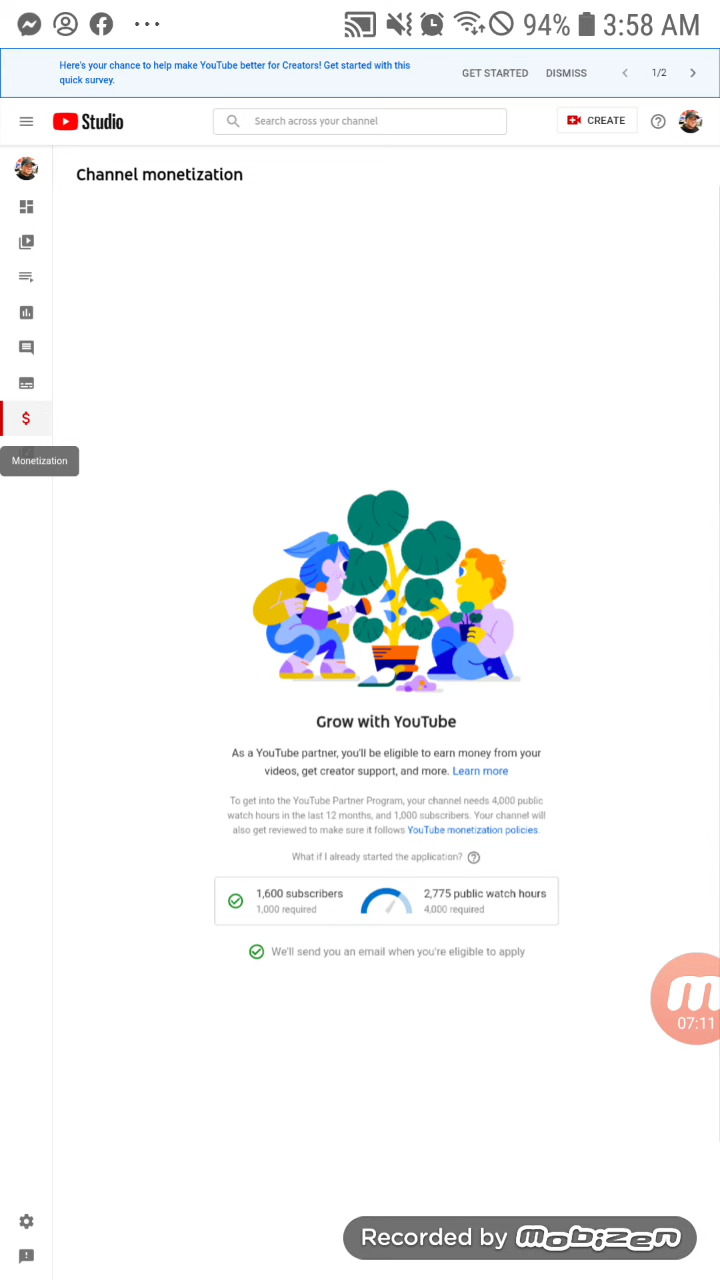 94% 3:58 AM
Here's your chance to help make YouTube better for Creators! Get started with this
quick survey.
GET STARTED DISMISS 1/2
Studio
Search across your channel
CREATE
Channel monetization
Monetization
Grow with YouTube
As a YouTube partner, you'll be eligible to earn money from your
videos, get creator support, and more. Learn more
To get into the YouTube Partner Program, your channel needs 4,000 public
watch hours in the last 12 months, and 1,000 subscribers. Your channel will
also get reviewed to make sure it follows YouTube monetization policies.
What if I already started the application?
1,600 subscribers
1,000 required
2,775 public watch hours
4,000 required
We'll send you an email when you're eligible to apply
07:11
Recorded by mobizen